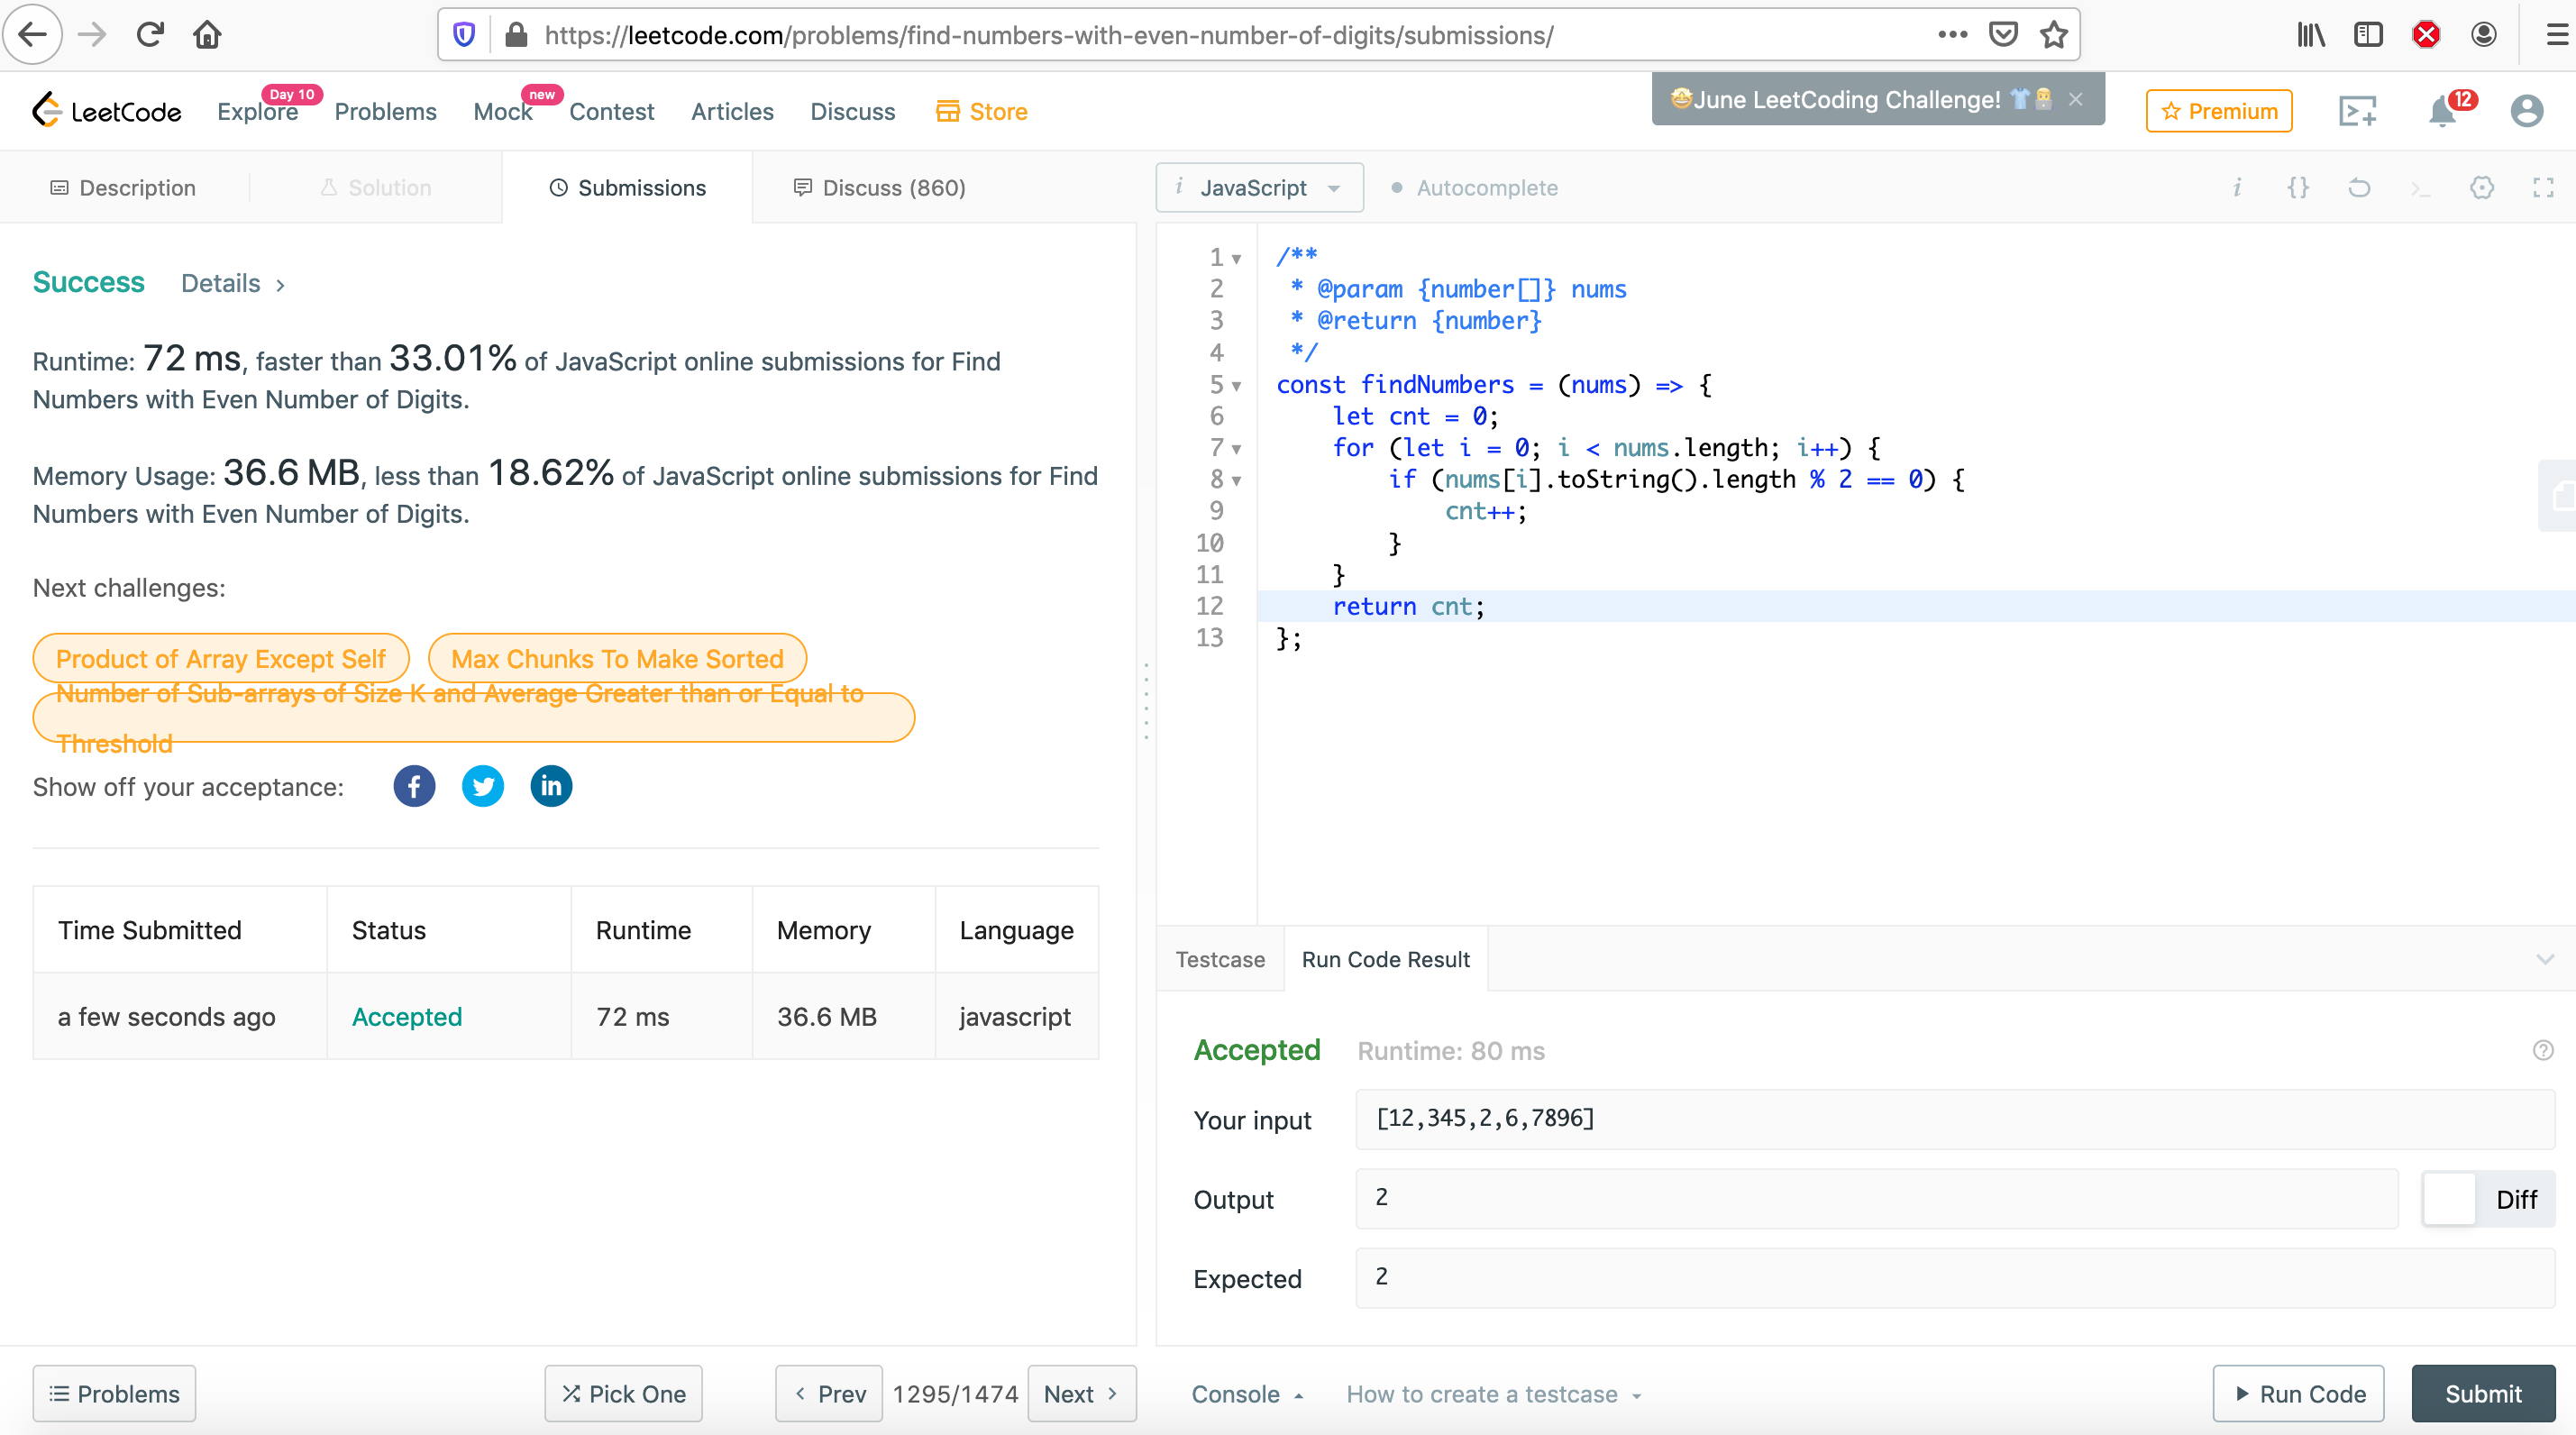 https://leetcode.com/problems/find-numbers-with-even-number-of-digits/submissions/
LeetCode
Explore
Day 10
Problems
Mock
new
Contest
Articles
Discuss
Store
🤩June LeetCoding Challenge! 👕👨‍💻 ×
Premium
12
Description
Solution
Submissions
Discuss (860)
i JavaScript
Autocomplete
Success Details >
Runtime: 72 ms, faster than 33.01% of JavaScript online submissions for Find
Numbers with Even Number of Digits.
Memory Usage: 36.6 MB, less than 18.62% of JavaScript online submissions for Find
Numbers with Even Number of Digits.
Next challenges:
Product of Array Except Self
Max Chunks To Make Sorted
Number of Sub-arrays of Size K and Average Greater than or Equal to
Threshold
Show off your acceptance:
Time Submitted Status Runtime Memory Language
a few seconds ago Accepted 72 ms 36.6 MB javascript
1 /**
2 * @param {number[]} nums
3 * @return {number}
4 */
5 const findNumbers = (nums) => {
6 let cnt = 0;
7 for (let i = 0; i < nums.length; i++) {
8 if (nums[i].toString().length % 2 == 0) {
9 cnt++;
10 }
11 }
12 return cnt;
13 };
Testcase
Run Code Result
Accepted Runtime: 80 ms
Your input [12,345,2,6,7896]
Output 2 Diff
Expected 2
Problems
Pick One
< Prev
1295/1474
Next >
Console
How to create a testcase
Run Code
Submit